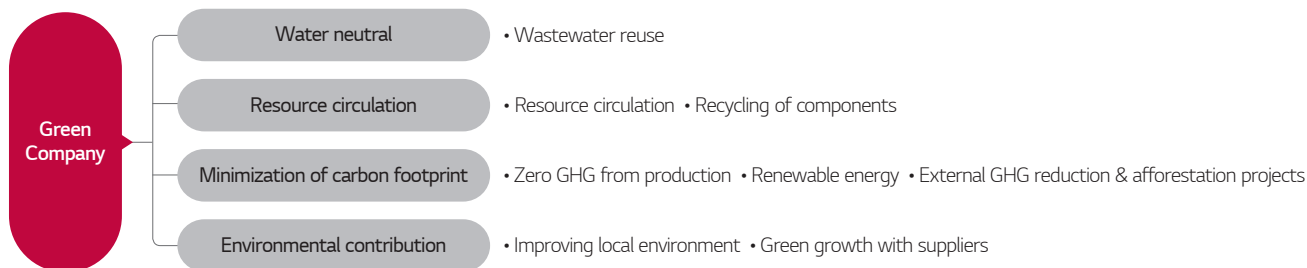 Green
Company
Water neutral
• Wastewater reuse
Resource circulation
• Resource circulation • Recycling of components
Minimization of carbon footprint
• Zero GHG from production • Renewable energy • External GHG reduction & afforestation projects
Environmental contribution
• Improving local environment • Green growth with suppliers